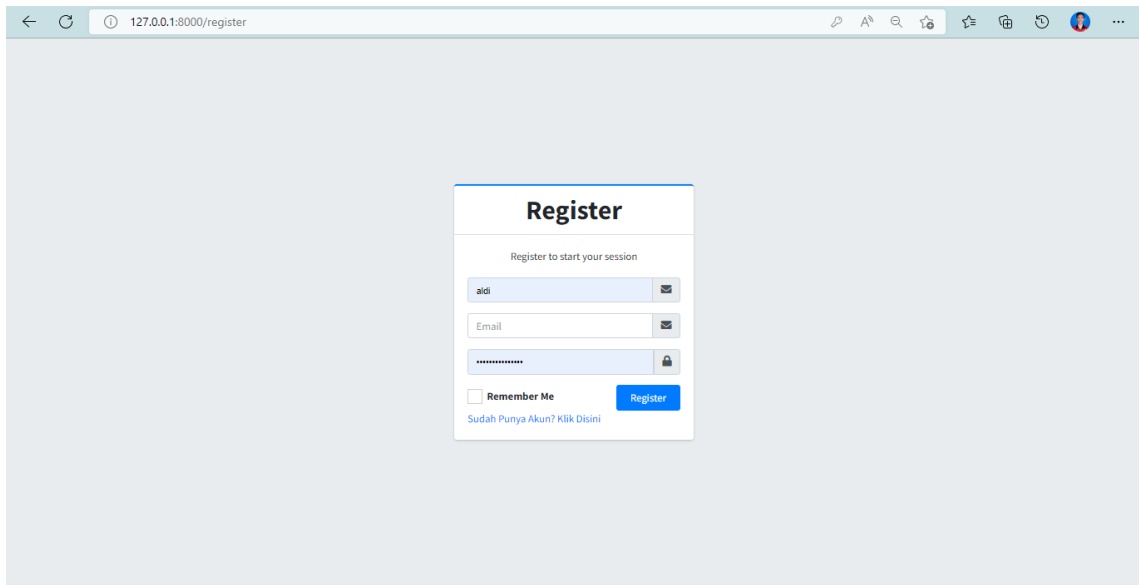 127.0.0.1:8000/register
Register
Register to start your session
aldi
Email
•••••••••••••••
Remember Me
Register
Sudah Punya Akun? Klik Disini